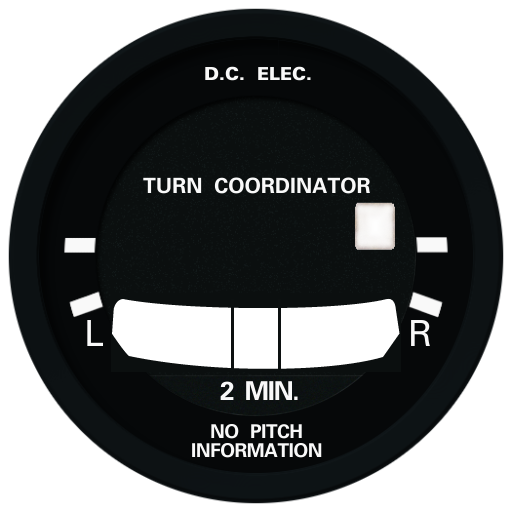 D.C. ELEC.
TURN COORDINATOR
L R
2 MIN.
NO PITCH
INFORMATION